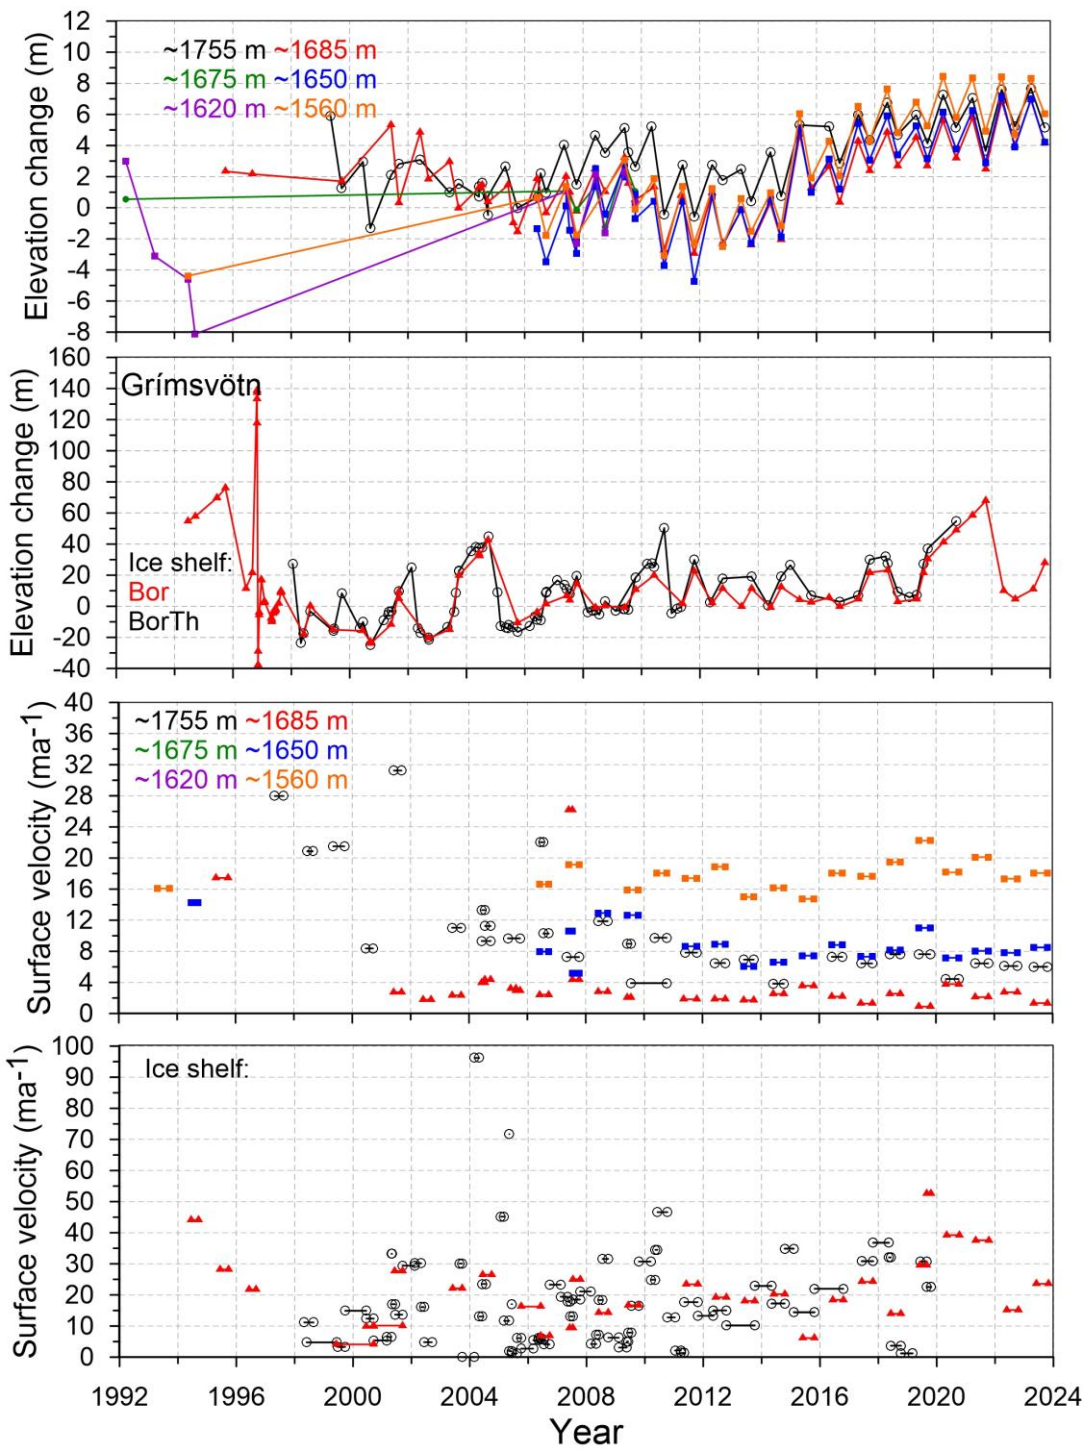 12
10
8
6
4
2
0
-2
-4
-6
-8
Elevation change (m)
~1755 m ~1685 m
~1675 m ~1650 m
~1620 m ~1560 m
160
140
120
100
80
60
40
20
0
-20
-40
Elevation change (m)
Grímsvötn
Ice shelf:
Bor
BorTh
40
36
32
28
24
20
16
12
8
4
0
Surface velocity (ma-1)
~1755 m ~1685 m
~1675 m ~1650 m
~1620 m ~1560 m
100
90
80
70
60
50
40
30
20
10
0
Surface velocity (ma-1)
Ice shelf:
1992 1996 2000 2004 2008 2012 2016 2020 2024
Year